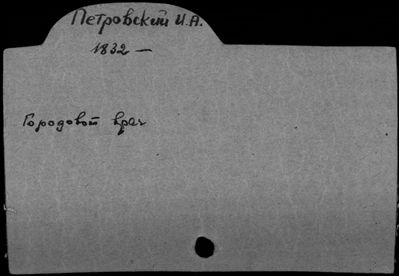 Петровский И.А.
1832 —
Городовой врач